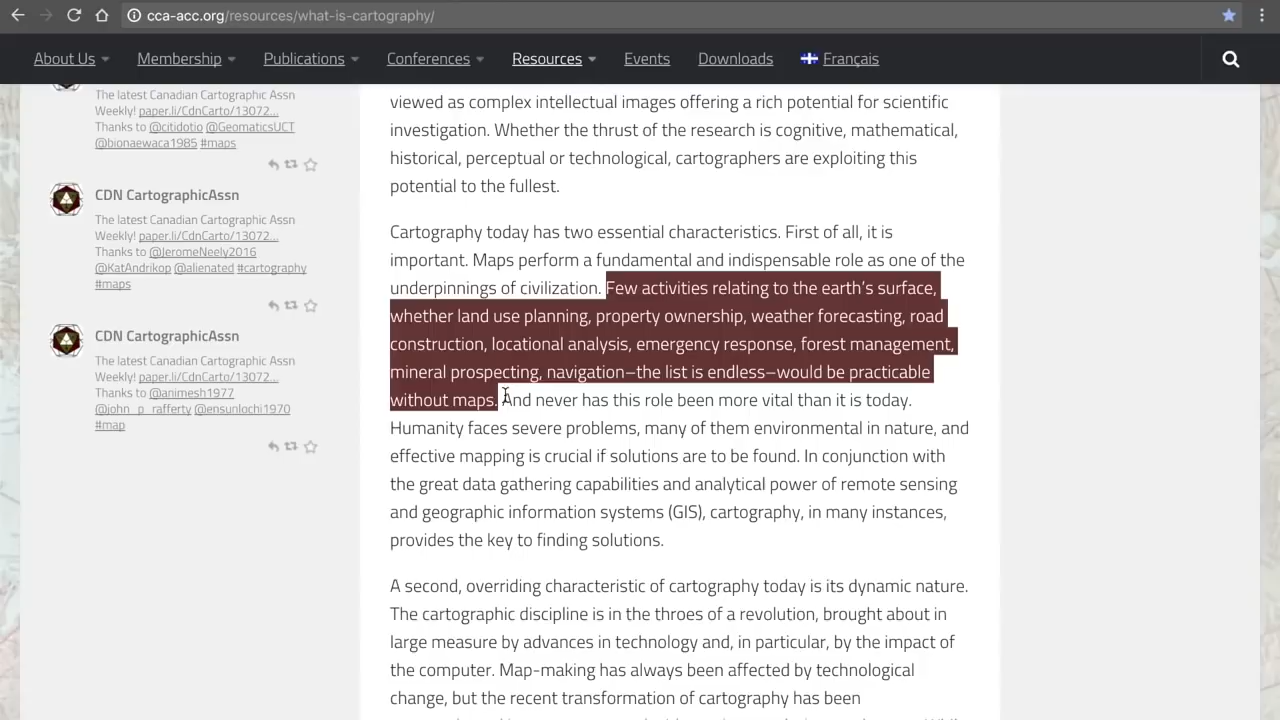 cca-acc.org/resources/what-is-cartography/
About Us
Membership
Publications
Conferences
Resources
Events
Downloads
Français
The latest Canadian Cartographic Assn
Weekly! paper.li/CdnCarto/13072…
Thanks to @citidotio @GeomaticsUCT
@bionaewaca1985 #maps
CDN CartographicAssn
The latest Canadian Cartographic Assn
Weekly! paper.li/CdnCarto/13072…
Thanks to @JeromeNeely2016
@KatAndrikop @alienated #cartography
#maps
CDN CartographicAssn
The latest Canadian Cartographic Assn
Weekly! paper.li/CdnCarto/13072…
Thanks to @animesh1977
@john_p_rafferty @ensunlochi1970
#map
viewed as complex intellectual images offering a rich potential for scientific
investigation. Whether the thrust of the research is cognitive, mathematical,
historical, perceptual or technological, cartographers are exploiting this
potential to the fullest.
Cartography today has two essential characteristics. First of all, it is
important. Maps perform a fundamental and indispensable role as one of the
underpinnings of civilization. Few activities relating to the earth’s surface,
whether land use planning, property ownership, weather forecasting, road
construction, locational analysis, emergency response, forest management,
mineral prospecting, navigation–the list is endless–would be practicable
without maps. And never has this role been more vital than it is today.
Humanity faces severe problems, many of them environmental in nature, and
effective mapping is crucial if solutions are to be found. In conjunction with
the great data gathering capabilities and analytical power of remote sensing
and geographic information systems (GIS), cartography, in many instances,
provides the key to finding solutions.
A second, overriding characteristic of cartography today is its dynamic nature.
The cartographic discipline is in the throes of a revolution, brought about in
large measure by advances in technology and, in particular, by the impact of
the computer. Map-making has always been affected by technological
change, but the recent transformation of cartography has been